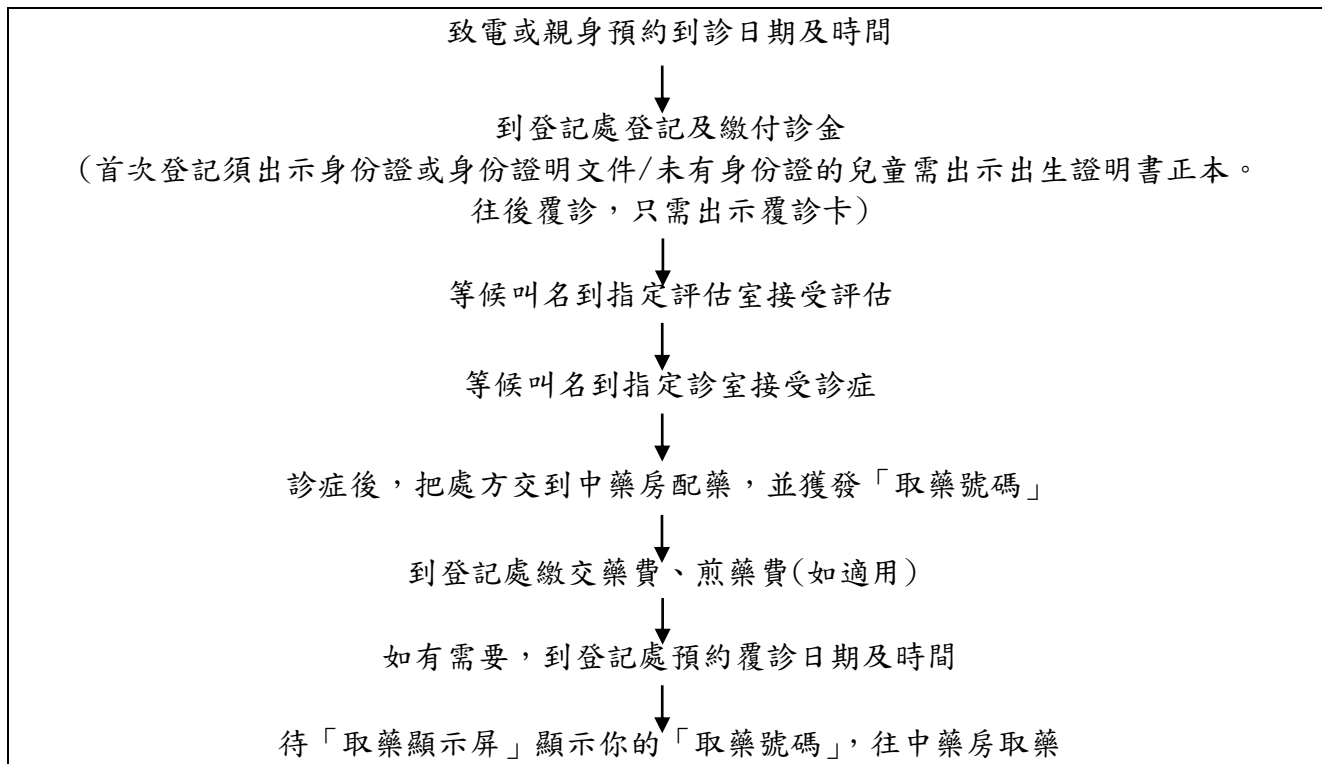 致電或親身預約到診日期及時間
到登記處登記及繳付診金
(首次登記須出示身份證或身份證明文件/未有身份證的兒童需出示出生證明書正本。
往後覆診,只需出示覆診卡)
等候叫名到指定評估室接受評估
等候叫名到指定診室接受診症
診症後,把處方交到中藥房配藥,並獲發「取藥號碼」
到登記處繳交藥費、煎藥費(如適用)
如有需要,到登記處預約覆診日期及時間
待「取藥顯示屏」顯示你的「取藥號碼」,往中藥房取藥